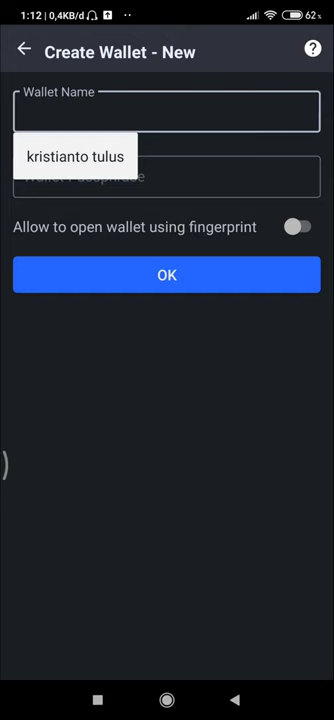 1:12 | 0,4KB/d
62%
Create Wallet - New
Wallet Name
kristianto tulus
Wallet Passphrase
Allow to open wallet using fingerprint
OK